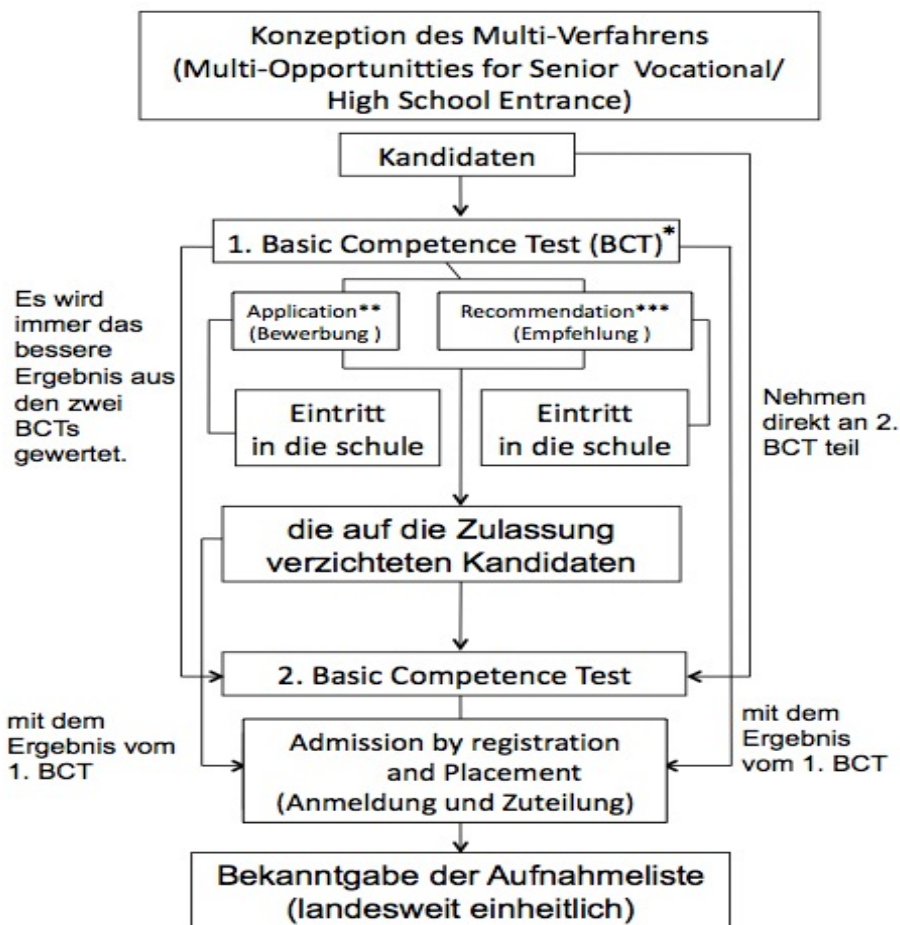 Konzeption des Multi-Verfahrens
(Multi-Opportunitties for Senior Vocational/
High School Entrance)
Kandidaten
1. Basic Competence Test (BCT)*
Es wird
immer das
bessere
Ergebnis aus
den zwei
BCTs
gewertet.
Application**
(Bewerbung )
Recommendation***
(Empfehlung )
Eintritt
in die schule
Eintritt
in die schule
Nehmen
direkt an 2.
BCT teil
die auf die Zulassung
verzichteten Kandidaten
2. Basic Competence Test
mit dem
Ergebnis vom
1. BCT
Admission by registration
and Placement
(Anmeldung und Zuteilung)
mit dem
Ergebnis
vom 1. BCT
Bekanntgabe der Aufnahmeliste
(landesweit einheitlich)